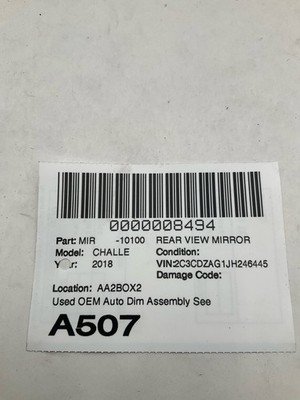 0000008494
Part: MIR -10100 REAR VIEW MIRROR
Model: CHALLE Condition:
Year: 2018 VIN:2C3CDZAG1JH246445
Damage Code:
Location: AA2BOX2
Used OEM Auto Dim Assembly See
A507